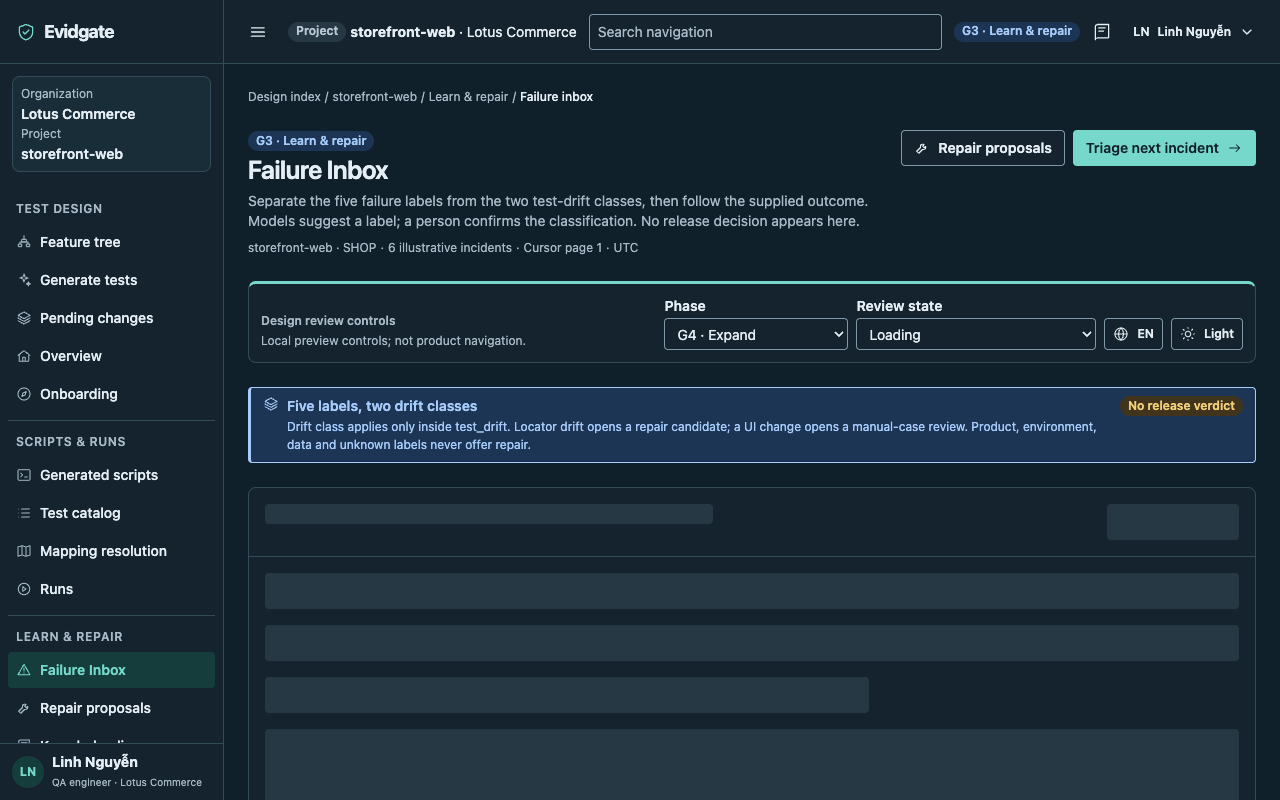 Evidgate
Project storefront-web · Lotus Commerce
Search navigation
G3 · Learn & repair
LN Linh Nguyễn
Organization
Lotus Commerce
Project
storefront-web
TEST DESIGN
Feature tree
Generate tests
Pending changes
Overview
Onboarding
SCRIPTS & RUNS
Generated scripts
Test catalog
Mapping resolution
Runs
LEARN & REPAIR
Failure Inbox
Repair proposals
LN
Linh Nguyễn
QA engineer · Lotus Commerce
Design index / storefront-web / Learn & repair / Failure inbox
G3 · Learn & repair
Failure Inbox
Repair proposals
Triage next incident
Separate the five failure labels from the two test-drift classes, then follow the supplied outcome.
Models suggest a label; a person confirms the classification. No release decision appears here.
storefront-web · SHOP · 6 illustrative incidents · Cursor page 1 · UTC
Design review controls
Local preview controls; not product navigation.
Phase
G4 · Expand
Review state
Loading
EN
Light
Five labels, two drift classes
No release verdict
Drift class applies only inside test_drift. Locator drift opens a repair candidate; a UI change opens a manual-case review. Product, environment,
data and unknown labels never offer repair.